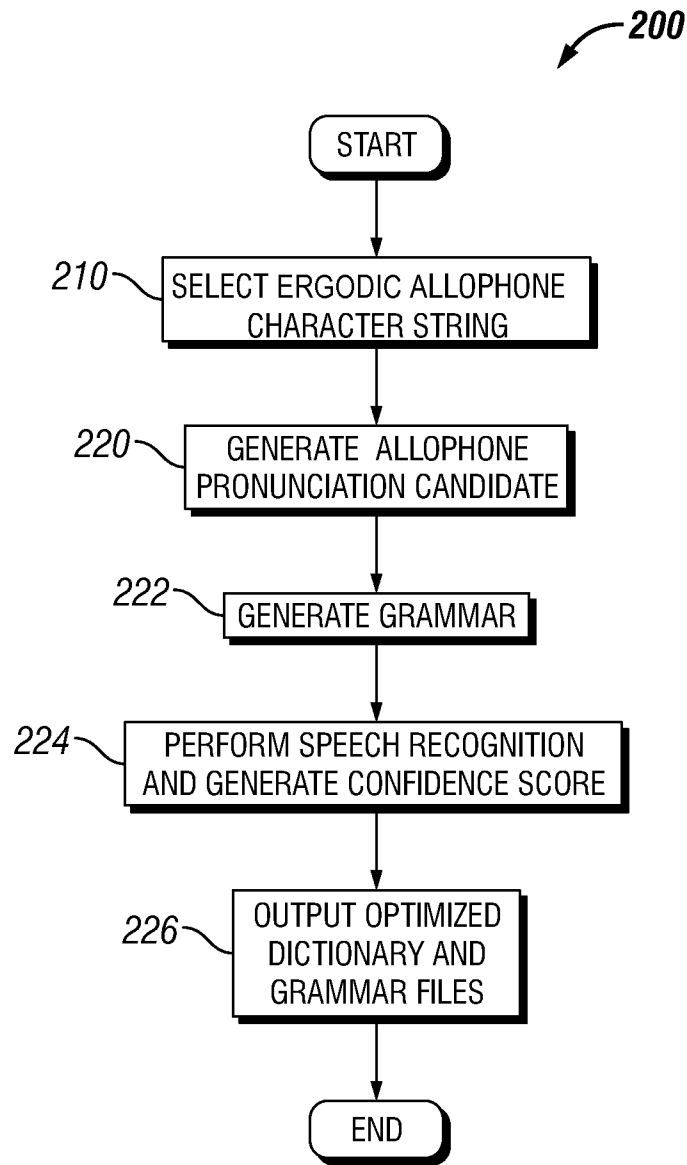 200
START
210
SELECT ERGODIC ALLOPHONE
CHARACTER STRING
220
GENERATE ALLOPHONE
PRONUNCIATION CANDIDATE
222
GENERATE GRAMMAR
224
PERFORM SPEECH RECOGNITION
AND GENERATE CONFIDENCE SCORE
226
OUTPUT OPTIMIZED
DICTIONARY AND
GRAMMAR FILES
END